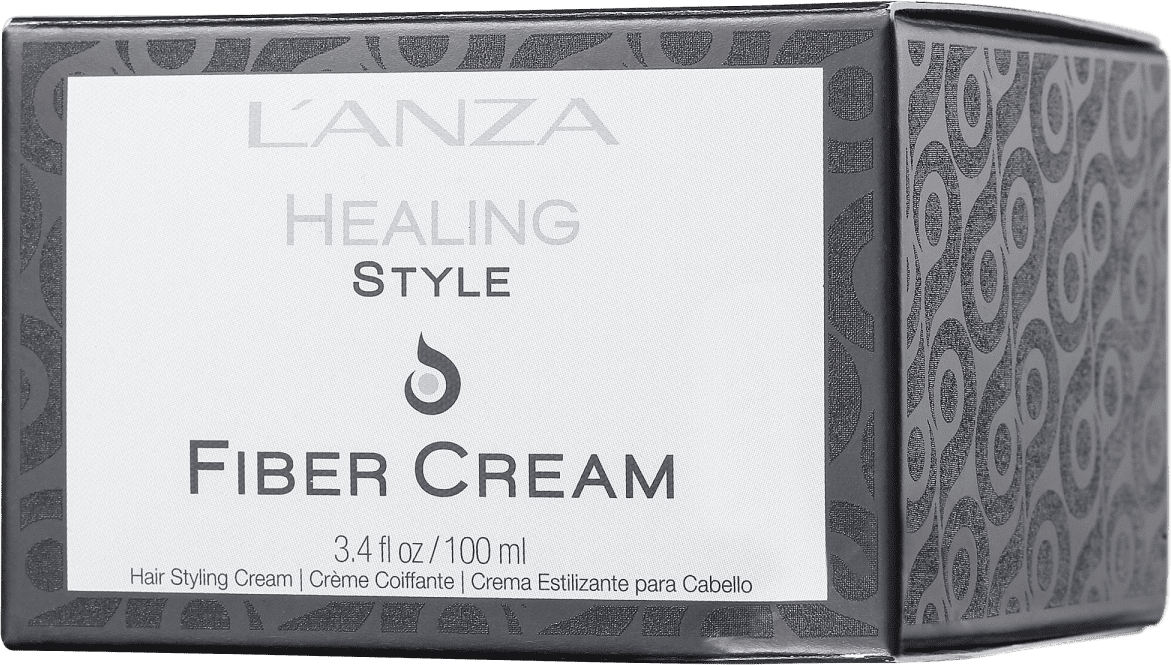 L'ANZA
HEALING
STYLE
FIBER CREAM
3.4 fl oz / 100 ml
Hair Styling Cream | Crème Coiffante | Crema Estilizante para Cabello